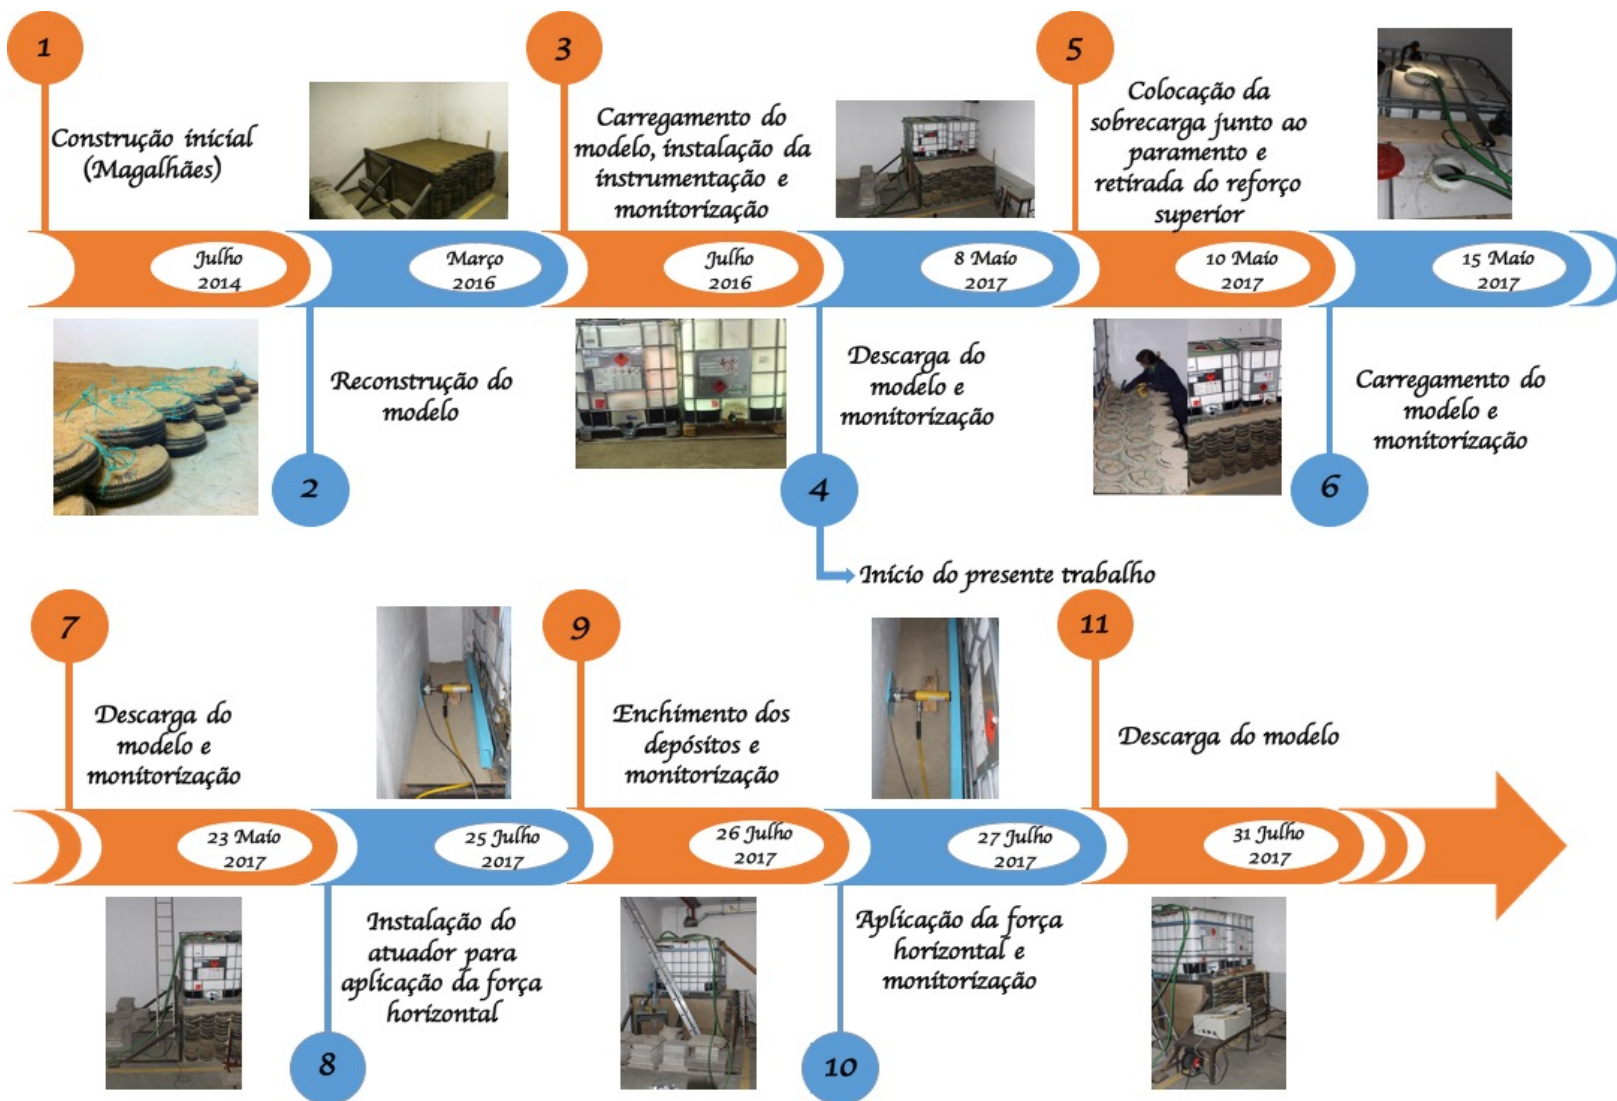 1
Construção inicial
(Magalhães)
Julho
2014
2
Reconstrução do
modelo
Março
2016
3
Carregamento do
modelo, instalação da
instrumentação e
monitorização
Julho
2016
4
Descarga do
modelo e
monitorização
8 Maio
2017
Início do presente trabalho
5
Colocação da
sobrecarga junto ao
paramento e
retirada do reforço
superior
10 Maio
2017
6
Carregamento do
modelo e
monitorização
15 Maio
2017
7
Descarga do
modelo e
monitorização
23 Maio
2017
8
Instalação do
atuador para
aplicação da força
horizontal
25 Julho
2017
9
Enchimento dos
depósitos e
monitorização
26 Julho
2017
10
Aplicação da força
horizontal e
monitorização
27 Julho
2017
11
Descarga do modelo
31 Julho
2017